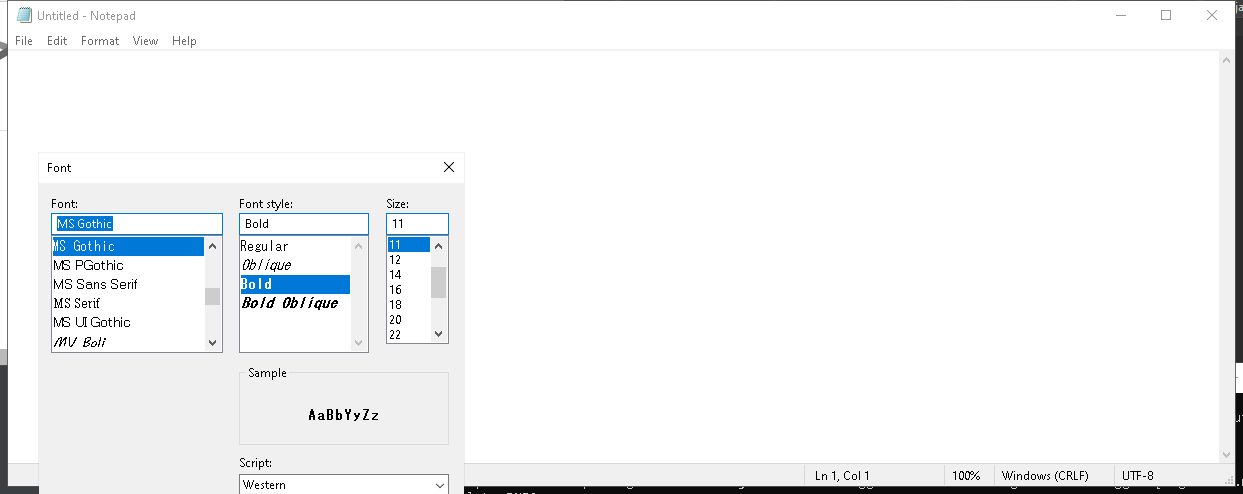 Untitled - Notepad
File Edit Format View Help
Font
Font: Font style: Size:
MS Gothic Bold 11
MS Gothic Regular 11
MS PGothic Oblique 12
MS Sans Serif Bold 14
MS Serif Bold Oblique 16
MS UI Gothic 18
MV Boli 20
22
Sample
AaBbYyZz
Script:
Western
Ln 1, Col 1 100% Windows (CRLF) UTF-8